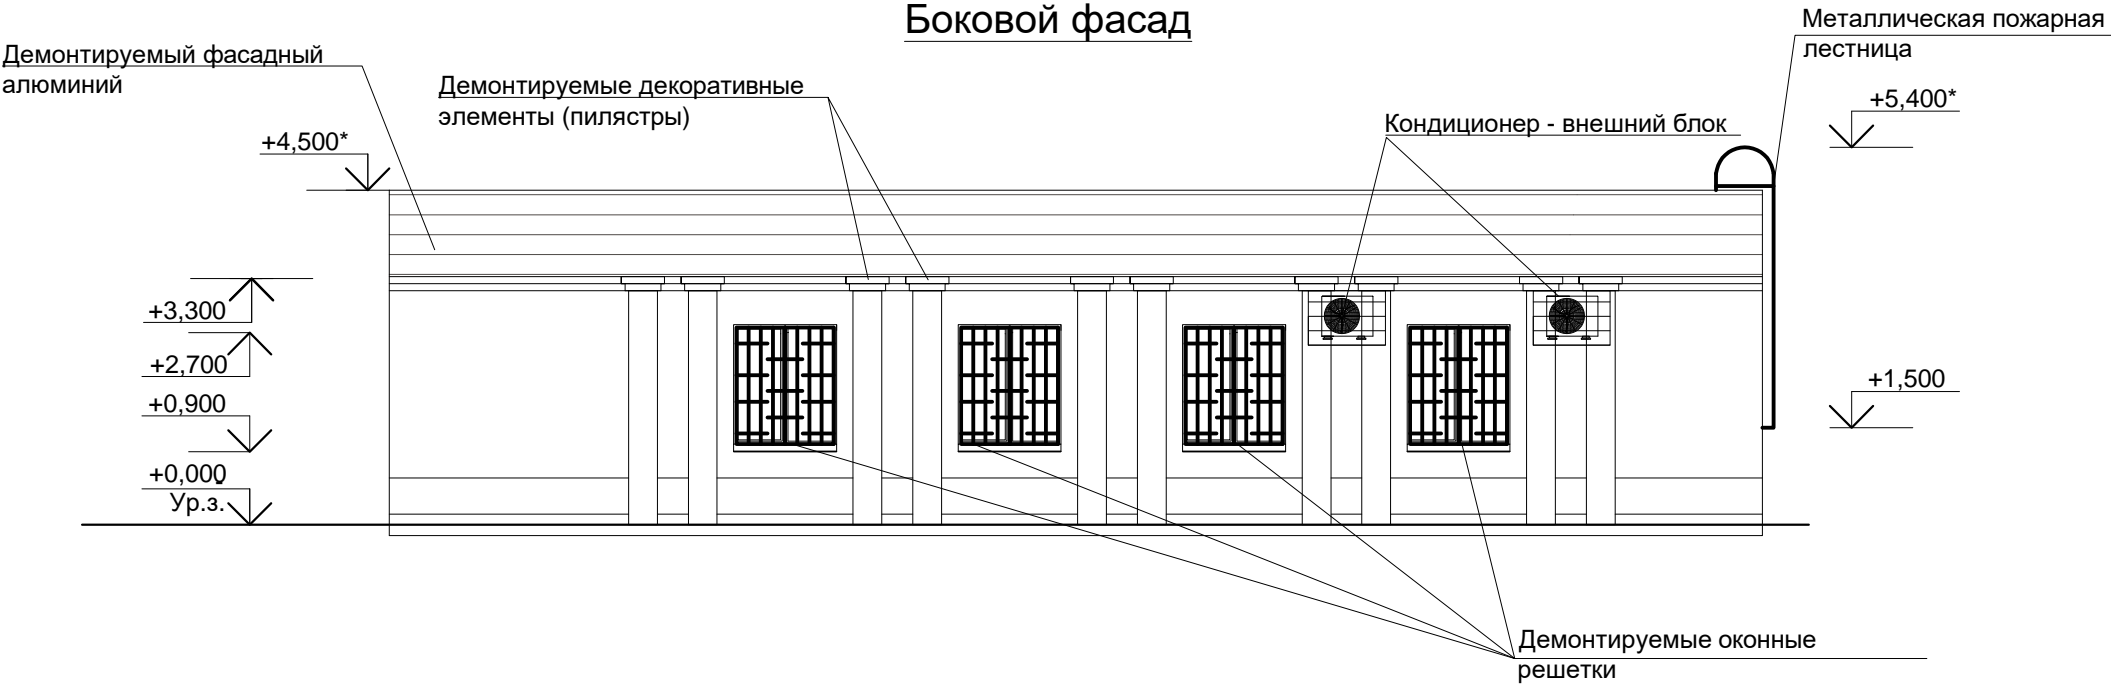 Боковой фасад
Металлическая пожарная
лестница
Демонтируемый фасадный
алюминий
Демонтируемые декоративные
элементы (пилястры)
+5,400*
Кондиционер - внешний блок
+4,500*
+3,300
+2,700
+1,500
+0,900
+0,000
Ур.з.
Демонтируемые оконные
решетки